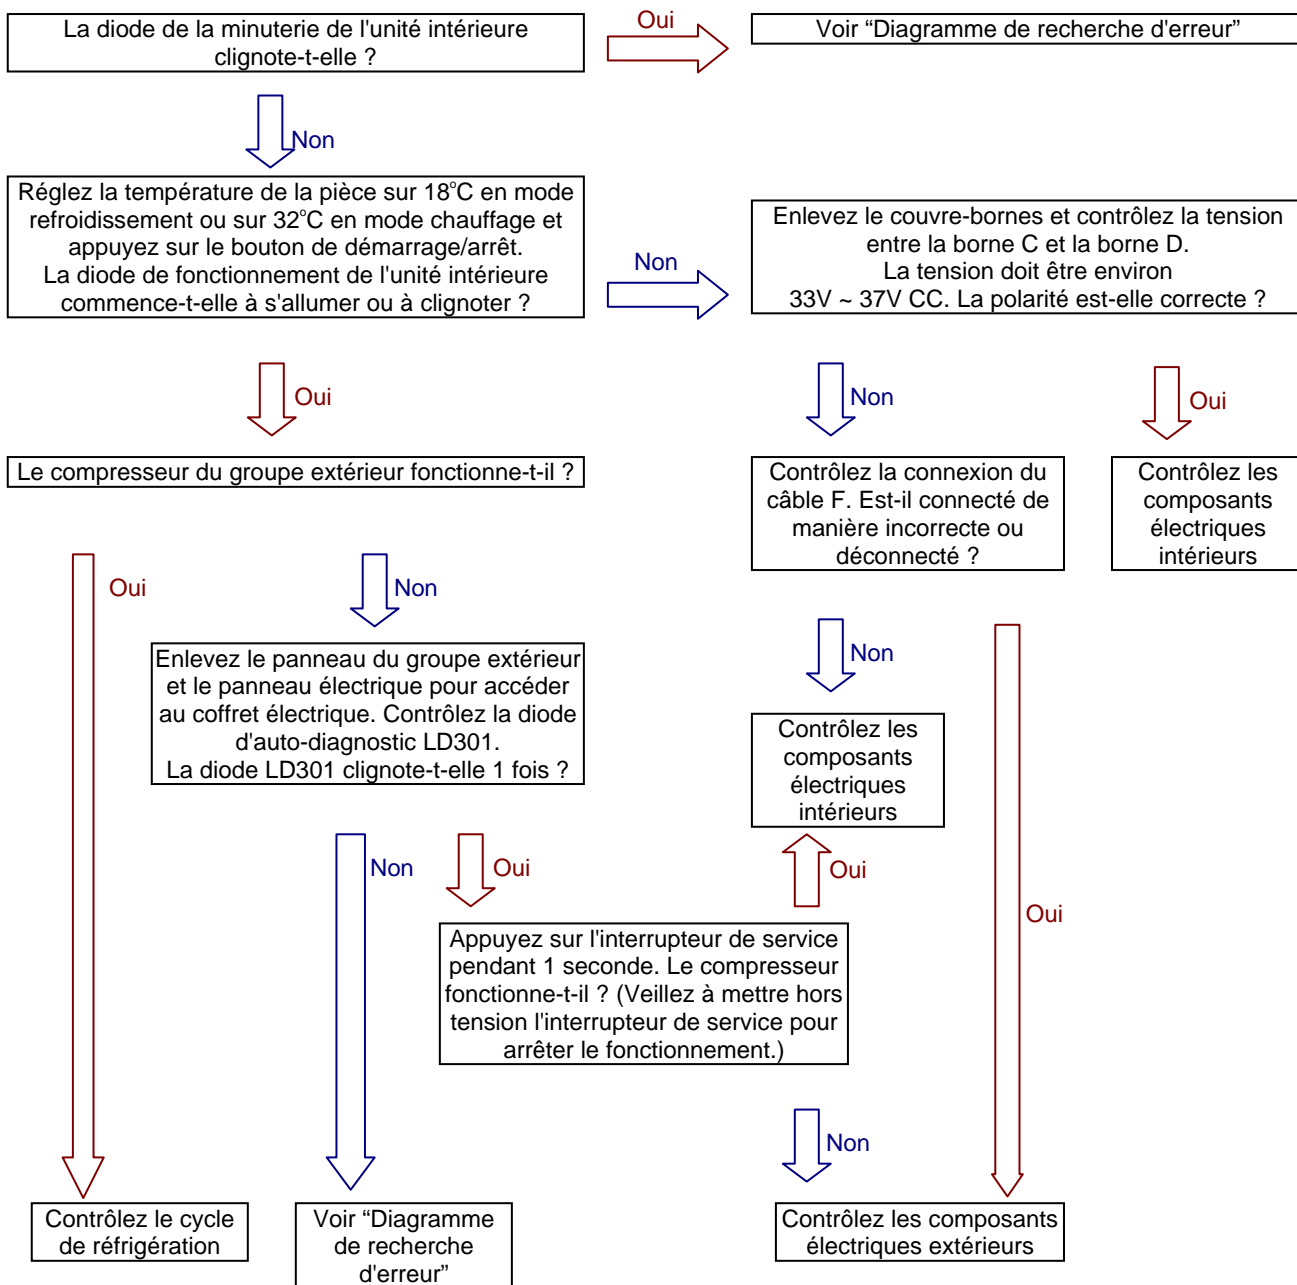 La diode de la minuterie de l'unité intérieure
clignote-t-elle ?
Oui
Voir “Diagramme de recherche d'erreur”
Non
Réglez la température de la pièce sur 18°C en mode
refroidissement ou sur 32°C en mode chauffage et
appuyez sur le bouton de démarrage/arrêt.
La diode de fonctionnement de l'unité intérieure
commence-t-elle à s'allumer ou à clignoter ?
Non
Enlevez le couvre-bornes et contrôlez la tension
entre la borne C et la borne D.
La tension doit être environ
33V ~ 37V CC. La polarité est-elle correcte ?
Oui
Non
Oui
Le compresseur du groupe extérieur fonctionne-t-il ?
Contrôlez la connexion du
câble F. Est-il connecté de
manière incorrecte ou
déconnecté ?
Contrôlez les
composants
électriques
intérieurs
Oui
Non
Enlevez le panneau du groupe extérieur
et le panneau électrique pour accéder
au coffret électrique. Contrôlez la diode
d'auto-diagnostic LD301.
La diode LD301 clignote-t-elle 1 fois ?
Non
Contrôlez les
composants
électriques
intérieurs
Non
Oui
Oui
Oui
Appuyez sur l'interrupteur de service
pendant 1 seconde. Le compresseur
fonctionne-t-il ? (Veillez à mettre hors
tension l'interrupteur de service pour
arrêter le fonctionnement.)
Non
Contrôlez le cycle
de réfrigération
Voir “Diagramme
de recherche
d'erreur”
Contrôlez les composants
électriques extérieurs